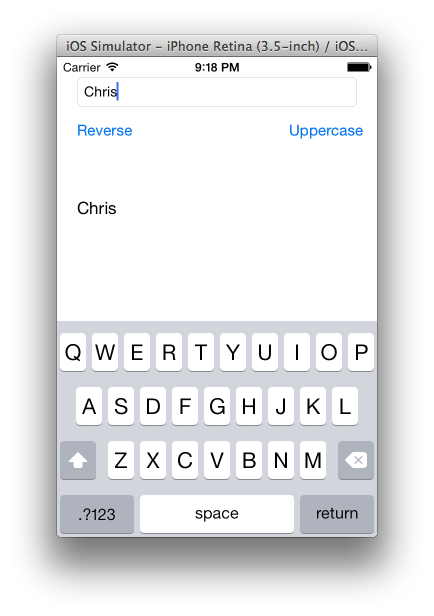 iOS Simulator – iPhone Retina (3.5-inch) / iOS...
Carrier 9:18 PM
Chris
Reverse Uppercase
Chris
Q W E R T Y U I O P
A S D F G H J K L
Z X C V B N M
.?123 space return